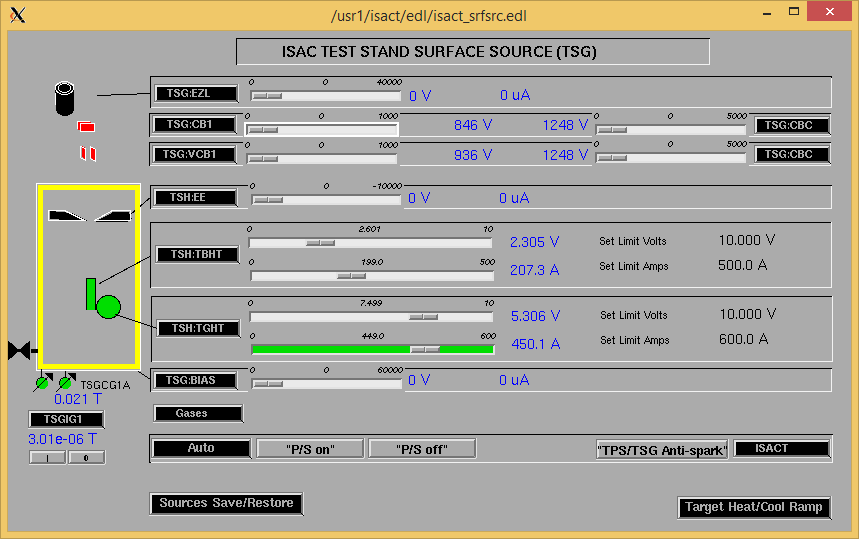 /usr1/isact/edl/isact_srfsrc.edl
ISAC TEST STAND SURFACE SOURCE (TSG)
TSG:EZL 0 0 40000 0 V 0 uA
TSG:CB1 0 0 1000 846 V 1248 V 0 0 5000 TSG:CBC
TSG:VCB1 0 0 1000 936 V 1248 V 0 0 5000 TSG:CBC
TSH:EE 0 0 -10000 0 V 0 uA
TSH:TBHT
0 2.601 10 2.305 V Set Limit Volts 10.000 V
0 199.0 500 207.3 A Set Limit Amps 500.0 A
TSH:TGHT
0 7.499 10 5.306 V Set Limit Volts 10.000 V
0 449.0 600 450.1 A Set Limit Amps 600.0 A
TSG:BIAS 0 0 60000 0 V 0 uA
TSGCG1A
0.021 T
TSGIG1
3.01e-06 T
I 0
Gases
Auto "P/S on" "P/S off" "TPS/TSG Anti-spark" ISACT
Sources Save/Restore Target Heat/Cool Ramp